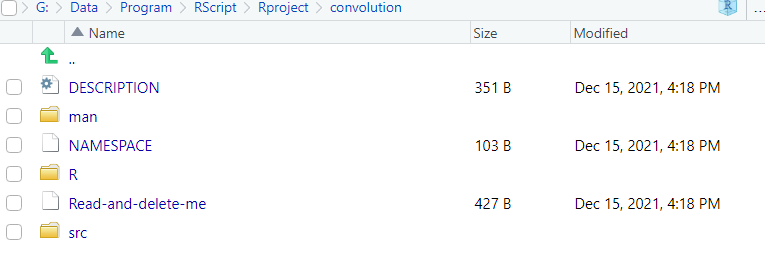 G: Data Program RScript Rproject convolution R ...
Name Size Modified
..
DESCRIPTION 351 B Dec 15, 2021, 4:18 PM
man
NAMESPACE 103 B Dec 15, 2021, 4:18 PM
R
Read-and-delete-me 427 B Dec 15, 2021, 4:18 PM
src